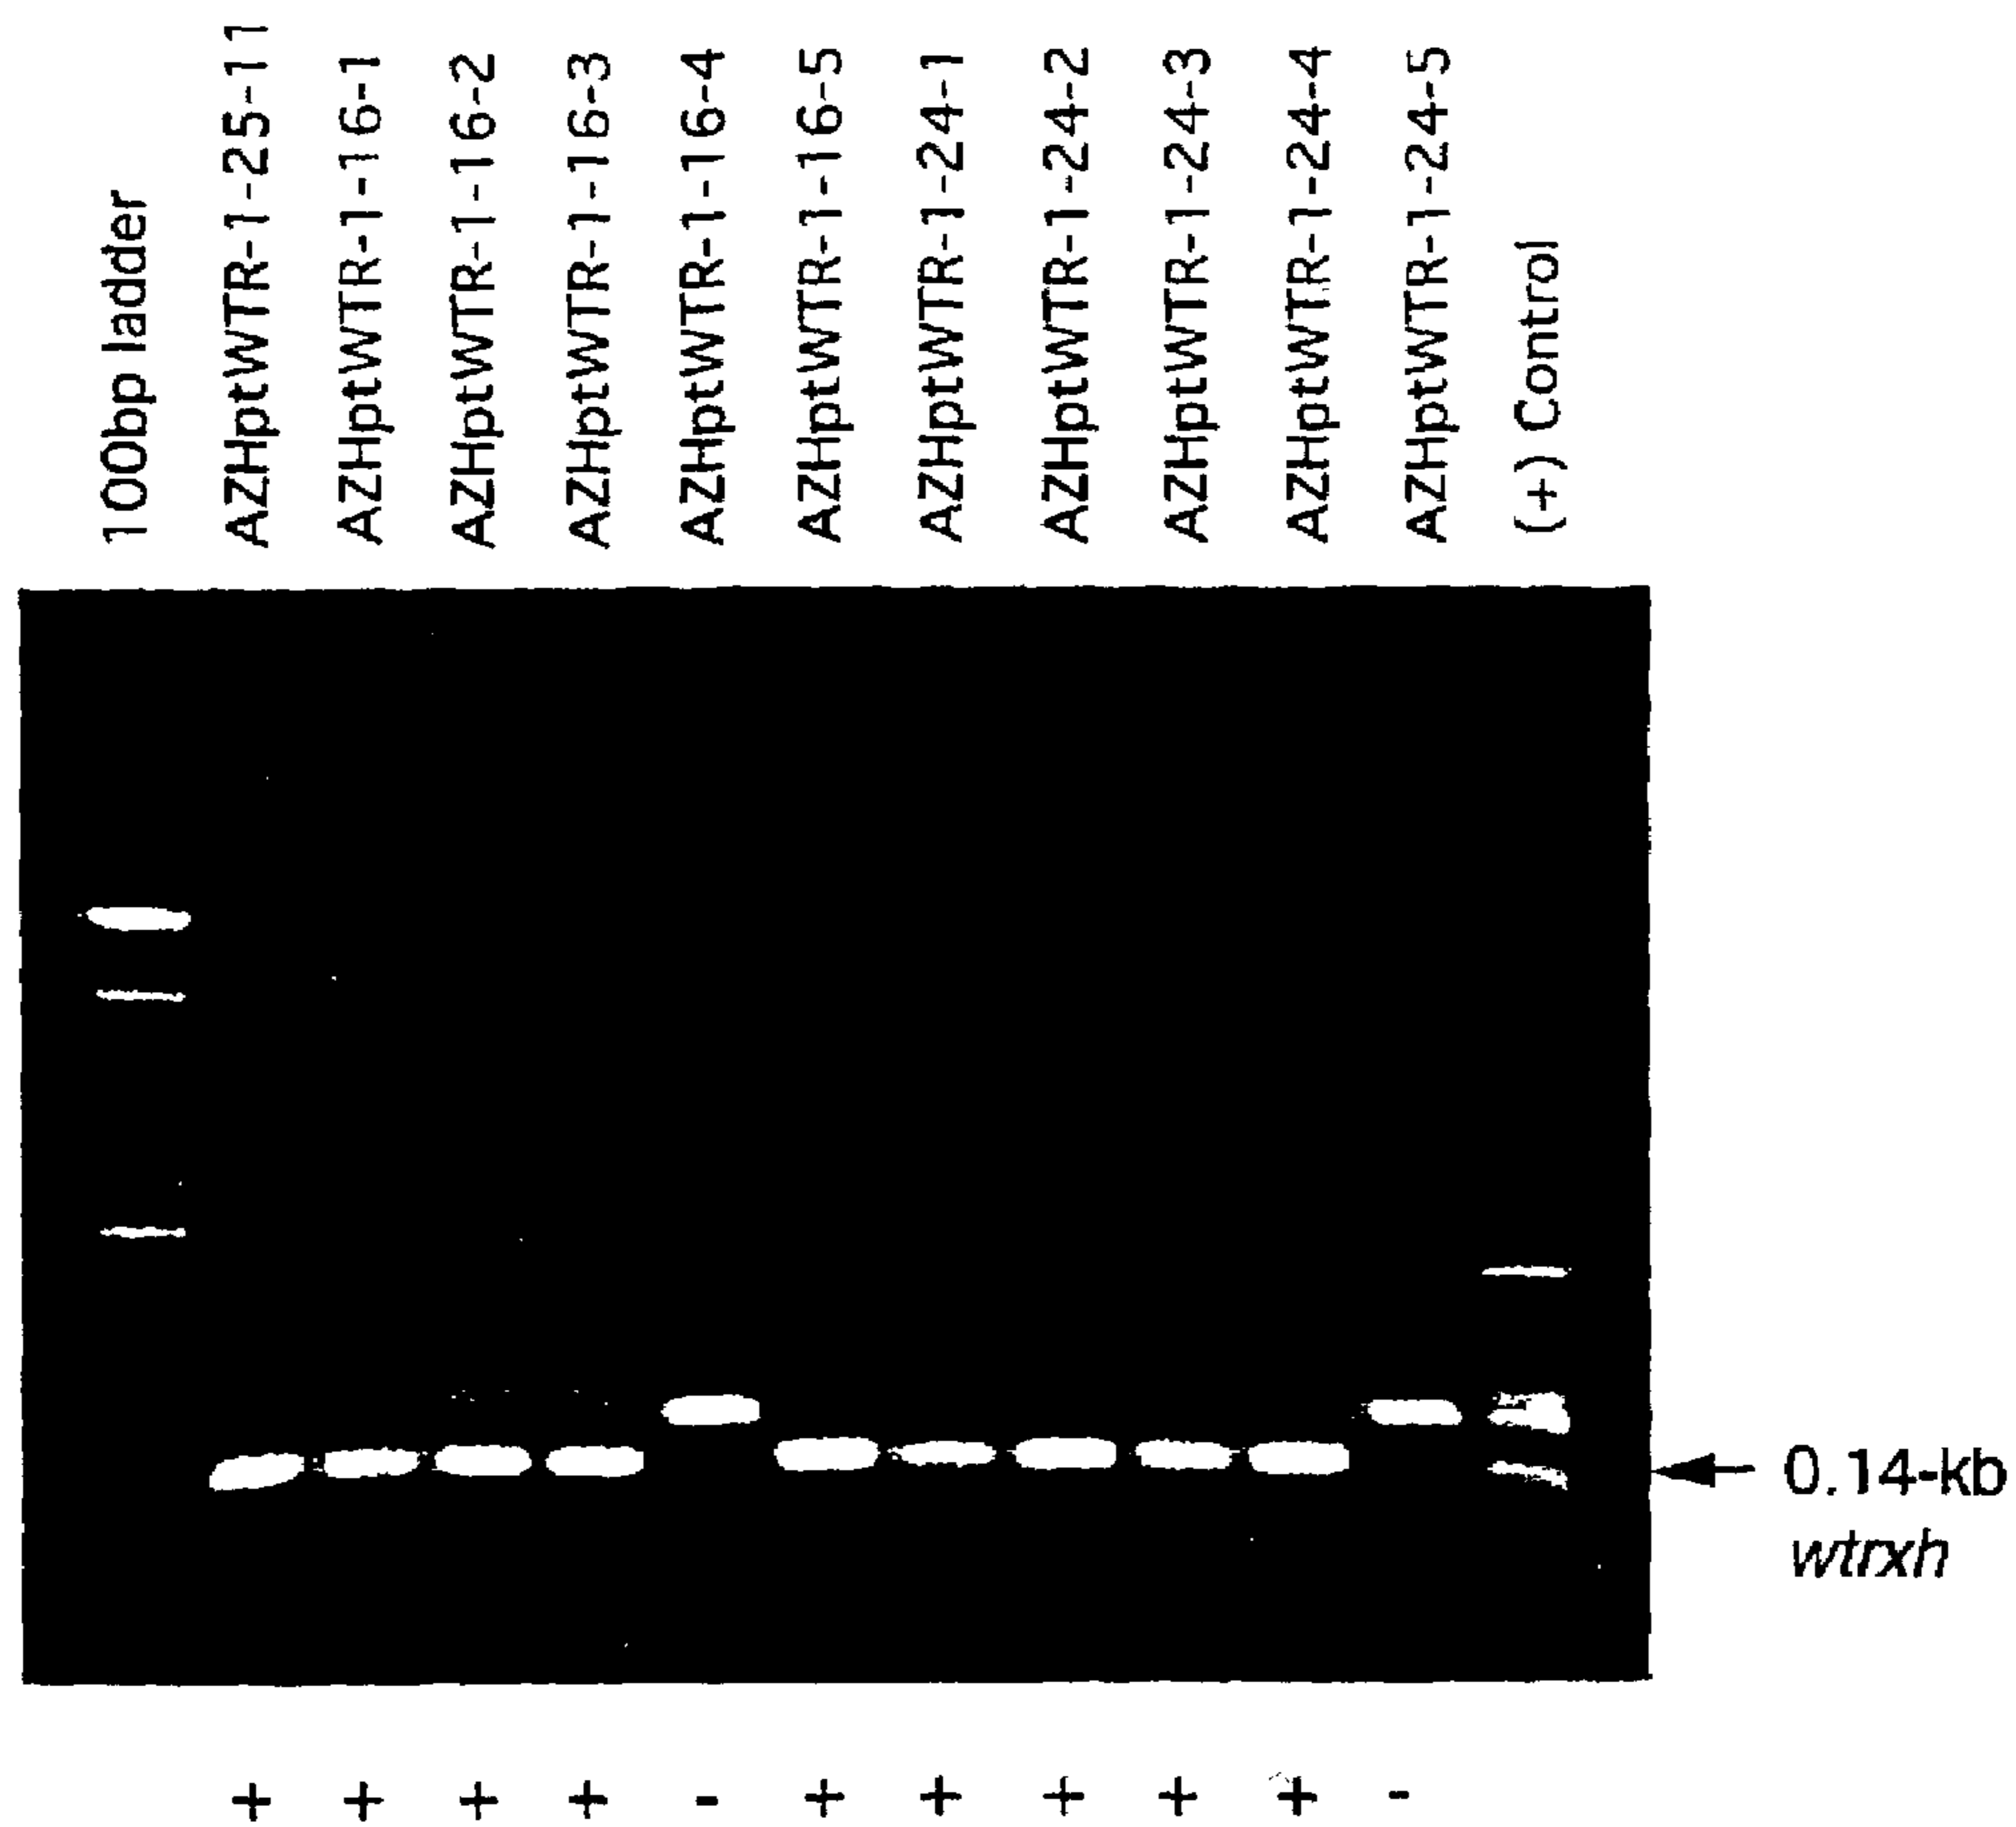 100bp ladder
AZHptWTR-1-25-11
AZHptWTR-1-16-1
AZHptWTR-1-16-2
AZHptWTR-1-16-3
AZHptWTR-1-16-4
AZHptWTR-1-16-5
AZHptWTR-1-24-1
AZHptWTR-1-24-2
AZHptWTR-1-24-3
AZHptWTR-1-24-4
AZHptWTR-1-24-5
(+) Control
0.14-kb
wtrxh
+ + + + - + + + + + -